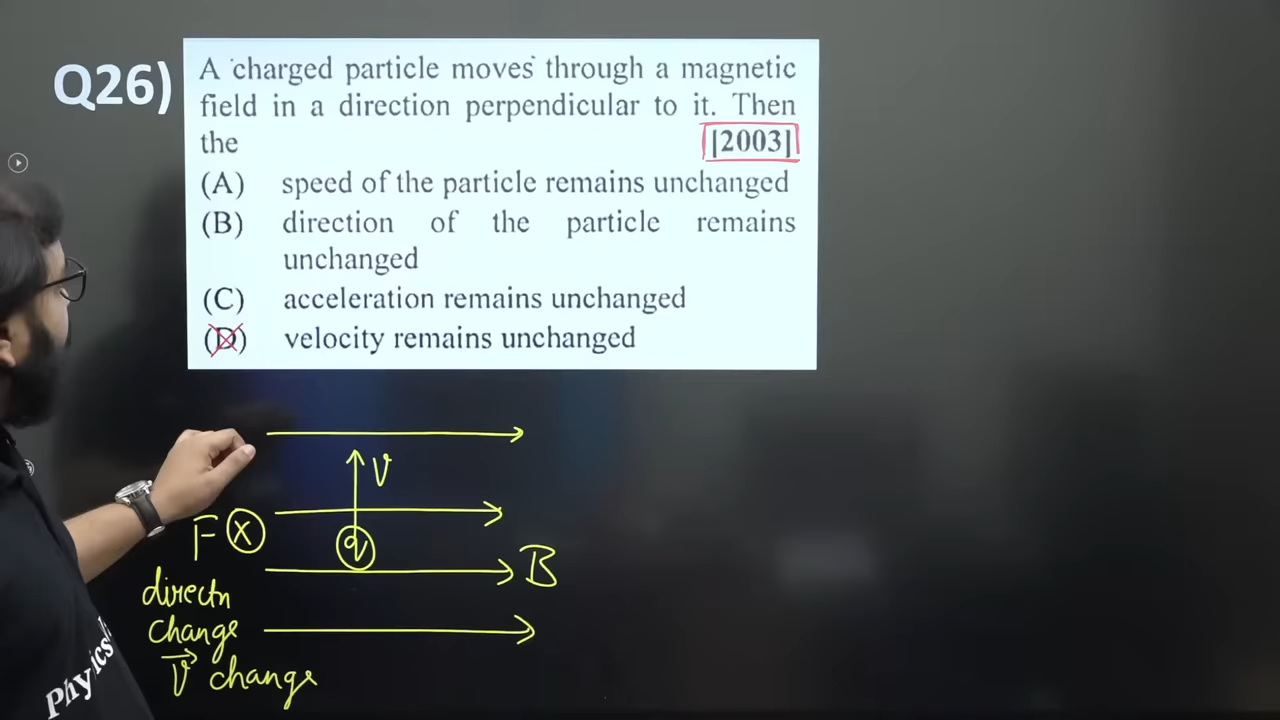 Q26)
A charged particle moves through a magnetic
field in a direction perpendicular to it. Then
the [2003]
(A) speed of the particle remains unchanged
(B) direction of the particle remains
unchanged
(C) acceleration remains unchanged
(D) velocity remains unchanged
V
F X q B
directn
change
V change
Physics